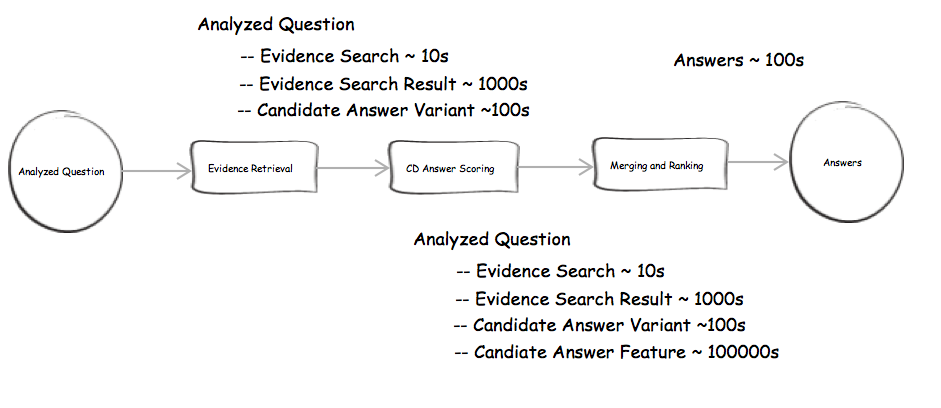 Analyzed Question
-- Evidence Search ~ 10s
-- Evidence Search Result ~ 1000s
-- Candidate Answer Variant ~100s
Answers ~ 100s
Analyzed Question
Evidence Retrieval
CD Answer Scoring
Merging and Ranking
Answers
Analyzed Question
-- Evidence Search ~ 10s
-- Evidence Search Result ~ 1000s
-- Candidate Answer Variant ~100s
-- Candiate Answer Feature ~ 100000s